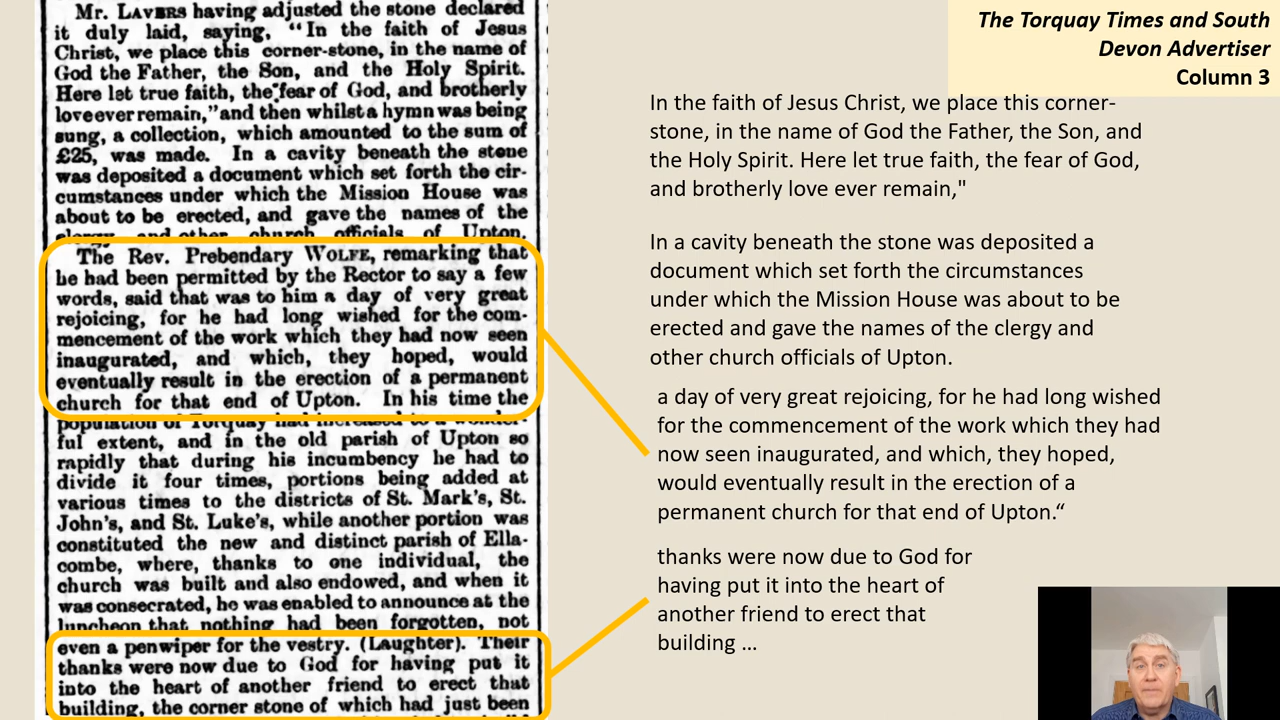 Mr. LAVERS having adjusted the stone declared
it duly laid, saying, "In the faith of Jesus
Christ, we place this corner-stone, in the name of
God the Father, the Son, and the Holy Spirit.
Here let true faith, the fear of God, and brotherly
love ever remain," and then whilst a hymn was being
sung, a collection, which amounted to the sum of
£25, was made. In a cavity beneath the stone
was deposited a document which set forth the cir-
cumstances under which the Mission House was
about to be erected, and gave the names of the
clergy and other church officials of Upton.
The Rev. Prebendary WOLFE, remarking that
he had been permitted by the Rector to say a few
words, said that was to him a day of very great
rejoicing, for he had long wished for the com-
mencement of the work which they had now seen
inaugurated, and which, they hoped, would
eventually result in the erection of a permanent
church for that end of Upton. In his time the
population of Torquay had increased to a wonder-
ful extent, and in the old parish of Upton so
rapidly that during his incumbency he had to
divide it four times, portions being added at
various times to the districts of St. Mark's, St.
John's, and St. Luke's, while another portion was
constituted the new and distinct parish of Ella-
combe, where, thanks to one individual, the
church was built and also endowed, and when it
was consecrated, he was enabled to announce at the
luncheon that nothing had been forgotten, not
even a penwiper for the vestry. (Laughter). Their
thanks were now due to God for having put it
into the heart of another friend to erect that
building, the corner stone of which had just been
The Torquay Times and South
Devon Advertiser
Column 3
In the faith of Jesus Christ, we place this corner-
stone, in the name of God the Father, the Son, and
the Holy Spirit. Here let true faith, the fear of God,
and brotherly love ever remain,"
In a cavity beneath the stone was deposited a
document which set forth the circumstances
under which the Mission House was about to be
erected and gave the names of the clergy and
other church officials of Upton.
a day of very great rejoicing, for he had long wished
for the commencement of the work which they had
now seen inaugurated, and which, they hoped,
would eventually result in the erection of a
permanent church for that end of Upton.“
thanks were now due to God for
having put it into the heart of
another friend to erect that
building ...